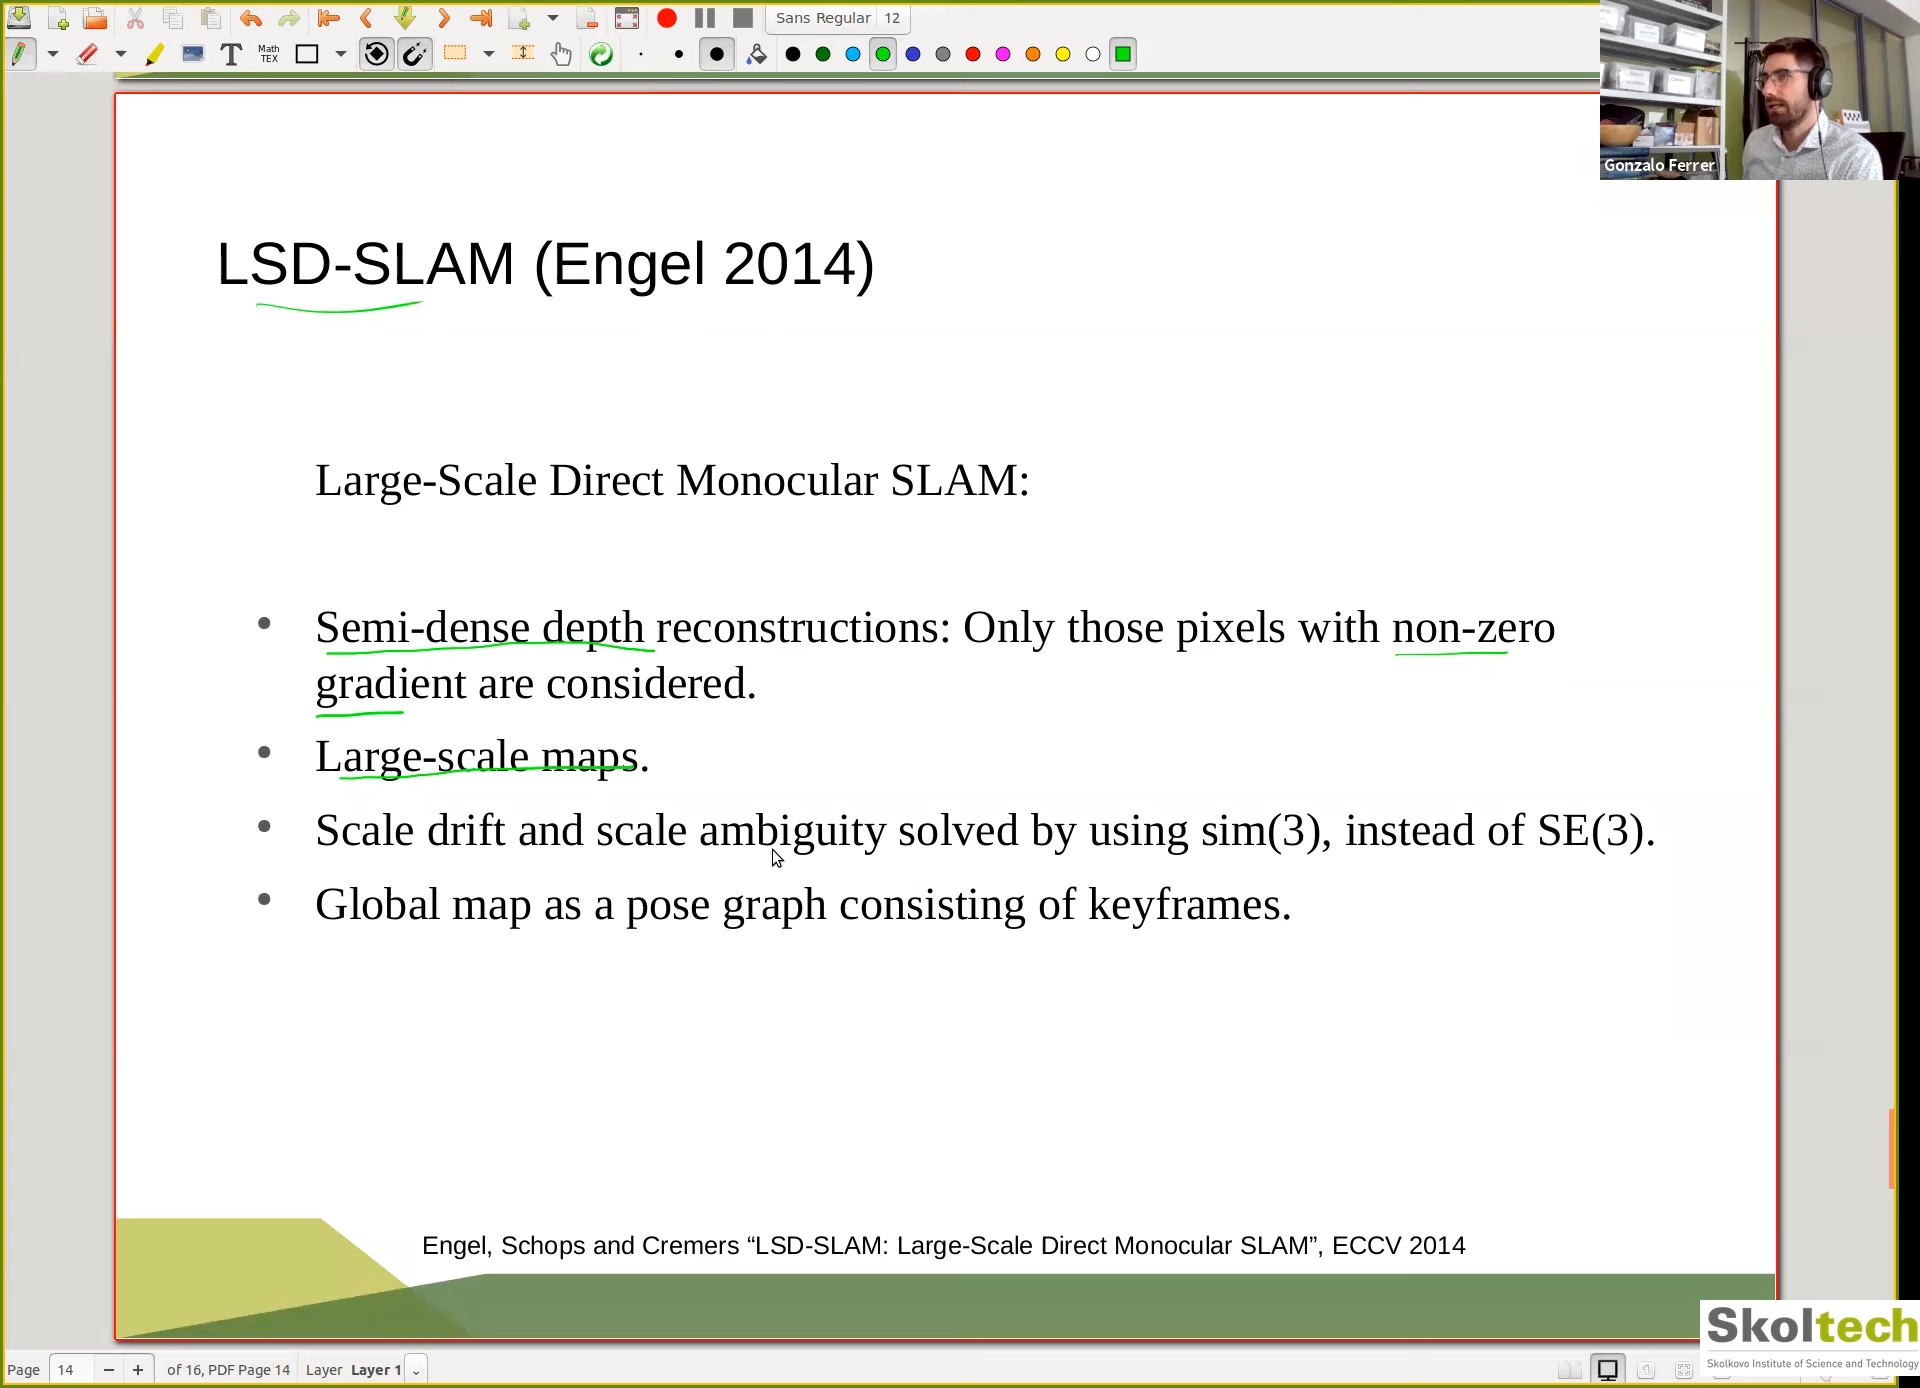 Sans Regular 12
Math
TEX
Gonzalo Ferrer
LSD-SLAM (Engel 2014)
Large-Scale Direct Monocular SLAM:
• Semi-dense depth reconstructions: Only those pixels with non-zero
gradient are considered.
• Large-scale maps.
• Scale drift and scale ambiguity solved by using sim(3), instead of SE(3).
• Global map as a pose graph consisting of keyframes.
Engel, Schops and Cremers “LSD-SLAM: Large-Scale Direct Monocular SLAM”, ECCV 2014
Skoltech
Skolkovo Institute of Science and Technology
Page 14 of 16, PDF Page 14 Layer Layer 1